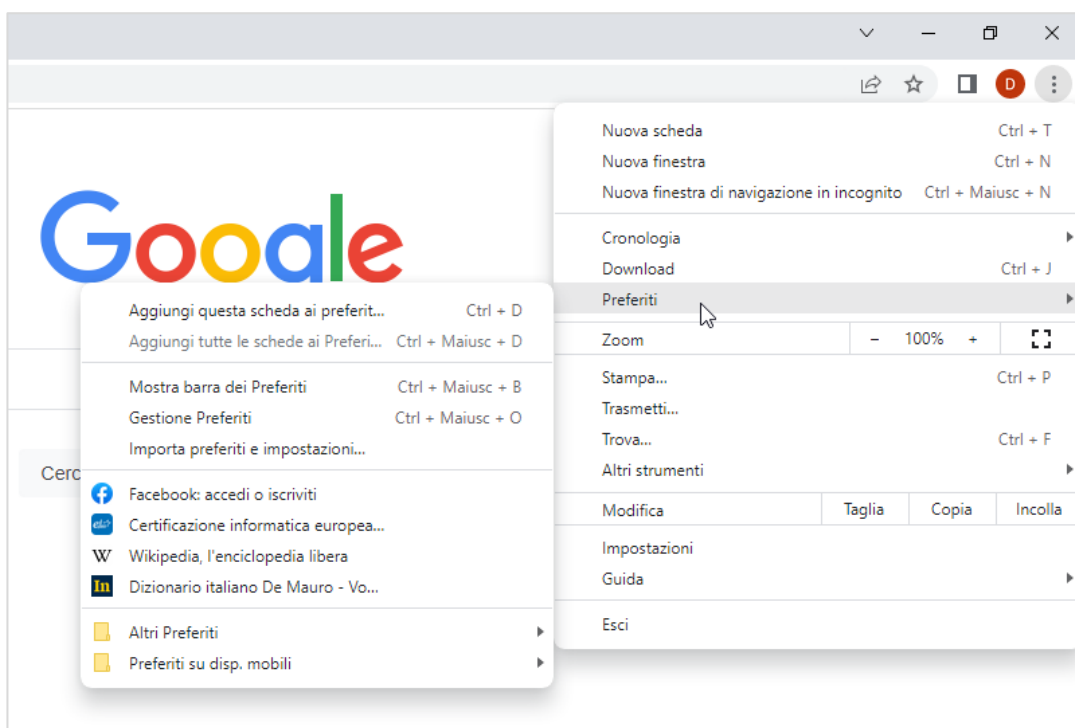 D
Nuova scheda Ctrl + T
Nuova finestra Ctrl + N
Nuova finestra di navigazione in incognito Ctrl + Maiusc + N
Google
Cronologia
Download Ctrl + J
Preferiti
Zoom - 100% +
Stampa... Ctrl + P
Trasmetti...
Trova... Ctrl + F
Altri strumenti
Modifica Taglia Copia Incolla
Impostazioni
Guida
Esci
Aggiungi questa scheda ai preferit... Ctrl + D
Aggiungi tutte le schede ai Preferi... Ctrl + Maiusc + D
Mostra barra dei Preferiti Ctrl + Maiusc + B
Gestione Preferiti Ctrl + Maiusc + O
Importa preferiti e impostazioni...
Cerc
Facebook: accedi o iscriviti
Certificazione informatica europea...
W Wikipedia, l'enciclopedia libera
In Dizionario italiano De Mauro - Vo...
Altri Preferiti
Preferiti su disp. mobili